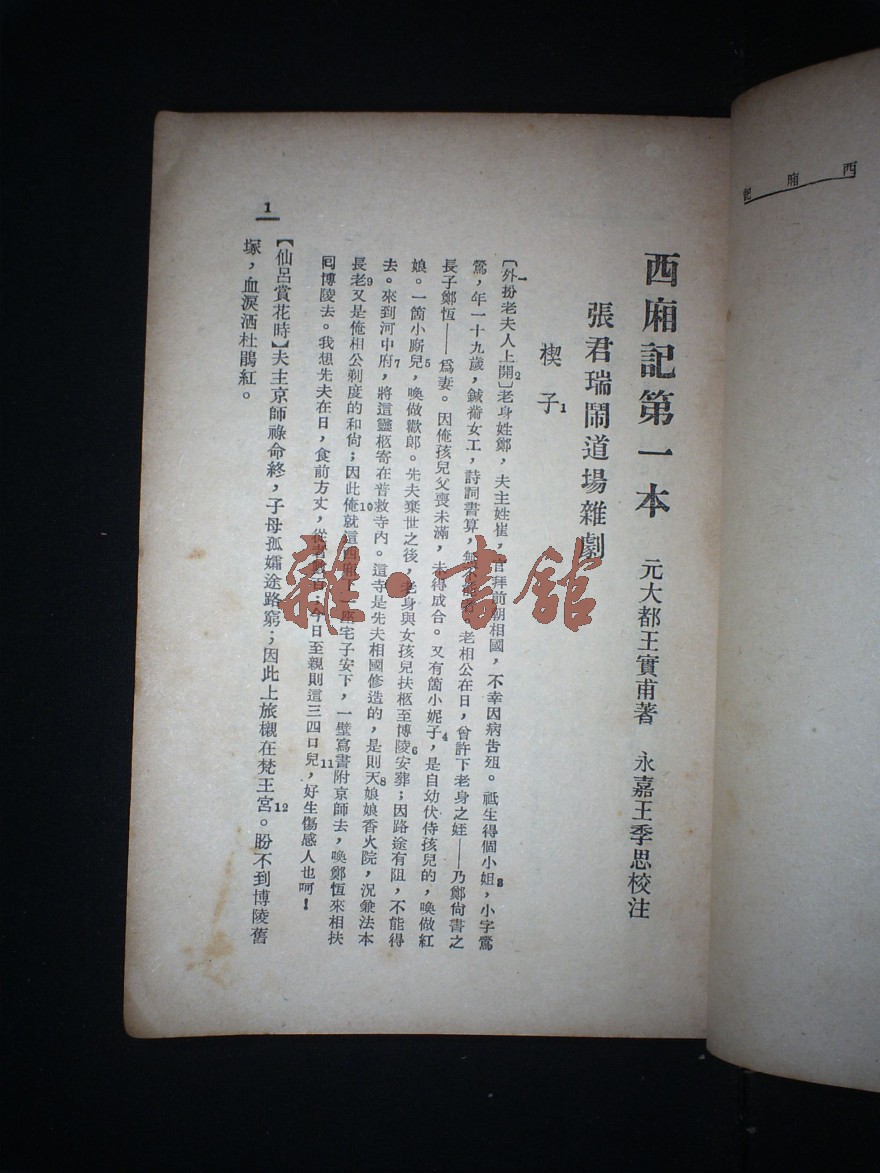 西廂記
西廂記第一本　元大都王實甫著　永嘉王季思校注
張君瑞鬧道場雜劇
楔子1
〔外扮老夫人上開〕2老身姓鄭，夫主姓崔，官拜前朝相國，不幸因病告殂。祗生得個小姐，3小字鶯
鶯，年一十九歲，鍼黹女工，詩詞書算，無不能者。老相公在日，曾許下老身之姪——乃鄭尙書之
長子鄭恆——爲妻。因俺孩兒父喪未滿，未得成合。又有箇小妮子，4是自幼伏侍孩兒的，喚做紅
娘。一箇小廝兒，5喚做歡郎。先夫棄世之後，老身與女孩兒扶柩至博陵安葬；6因路途有阻，不能得
去。來到河中府，7將這靈柩寄在普救寺內。這寺是先夫相國修造的，是則天娘娘香火院，8況兼法本
長老9又是俺相公剃度的和尙；因此俺就10這西廂下一座宅子安下，一壁寫書附京師去，喚鄭恆來相扶
囘博陵去。我想先夫在日，食前方丈，從者數百；今日至親則這三四口兒，11好生傷感人也呵！
【仙呂賞花時】夫主京師祿命終，子母孤孀途路窮；因此上旅櫬在梵王宮。12盼不到博陵舊
塚，血淚洒杜鵑紅。
1
雜·書館